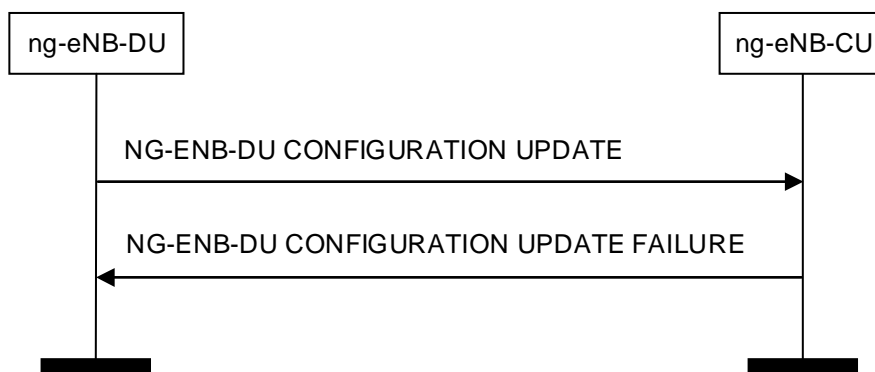 ng-eNB-DU
ng-eNB-CU
NG-ENB-DU CONFIGURATION UPDATE
NG-ENB-DU CONFIGURATION UPDATE FAILURE